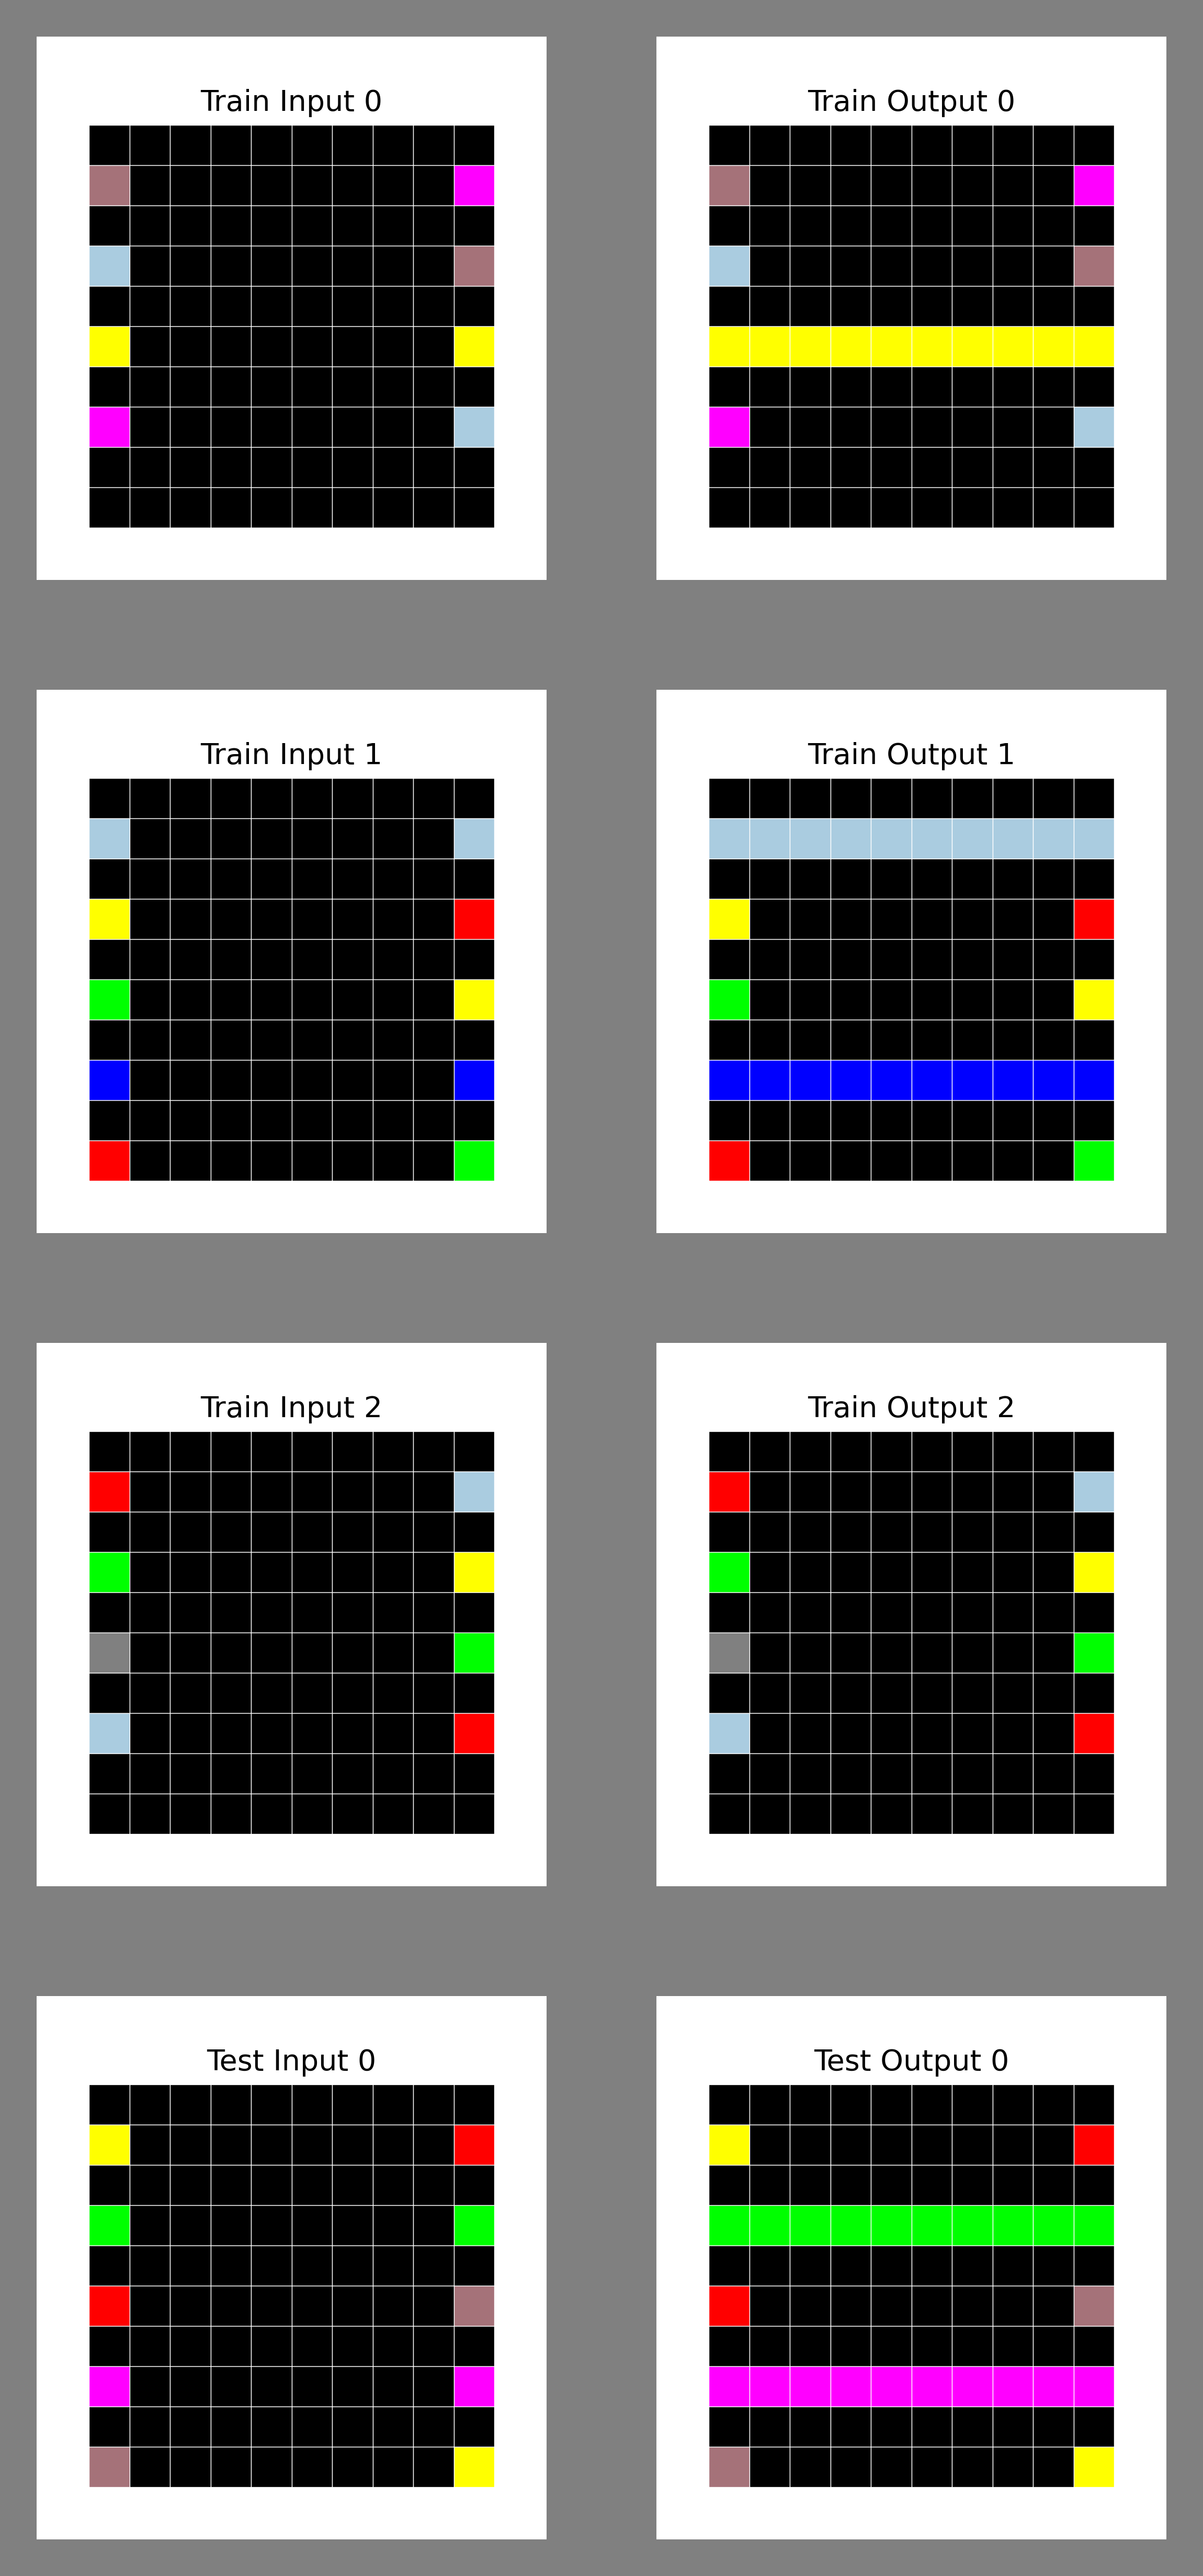 Train Input 0
Train Output 0
Train Input 1
Train Output 1
Train Input 2
Train Output 2
Test Input 0
Test Output 0